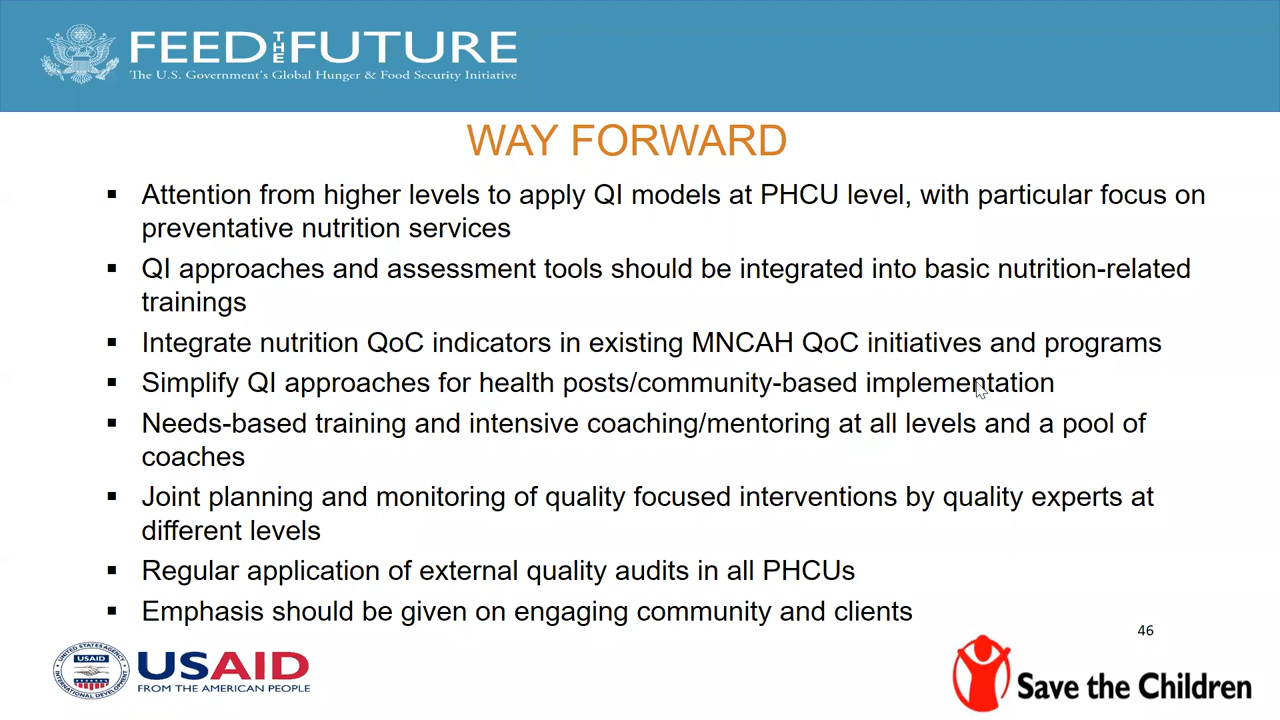 FEED THE FUTURE
The U.S. Government's Global Hunger & Food Security Initiative
WAY FORWARD
▪ Attention from higher levels to apply QI models at PHCU level, with particular focus on
preventative nutrition services
▪ QI approaches and assessment tools should be integrated into basic nutrition-related
trainings
▪ Integrate nutrition QoC indicators in existing MNCAH QoC initiatives and programs
▪ Simplify QI approaches for health posts/community-based implementation
▪ Needs-based training and intensive coaching/mentoring at all levels and a pool of
coaches
▪ Joint planning and monitoring of quality focused interventions by quality experts at
different levels
▪ Regular application of external quality audits in all PHCUs
▪ Emphasis should be given on engaging community and clients
46
UNITED STATES AGENCY
USAID
INTERNATIONAL DEVELOPMENT
USAID
FROM THE AMERICAN PEOPLE
Save the Children